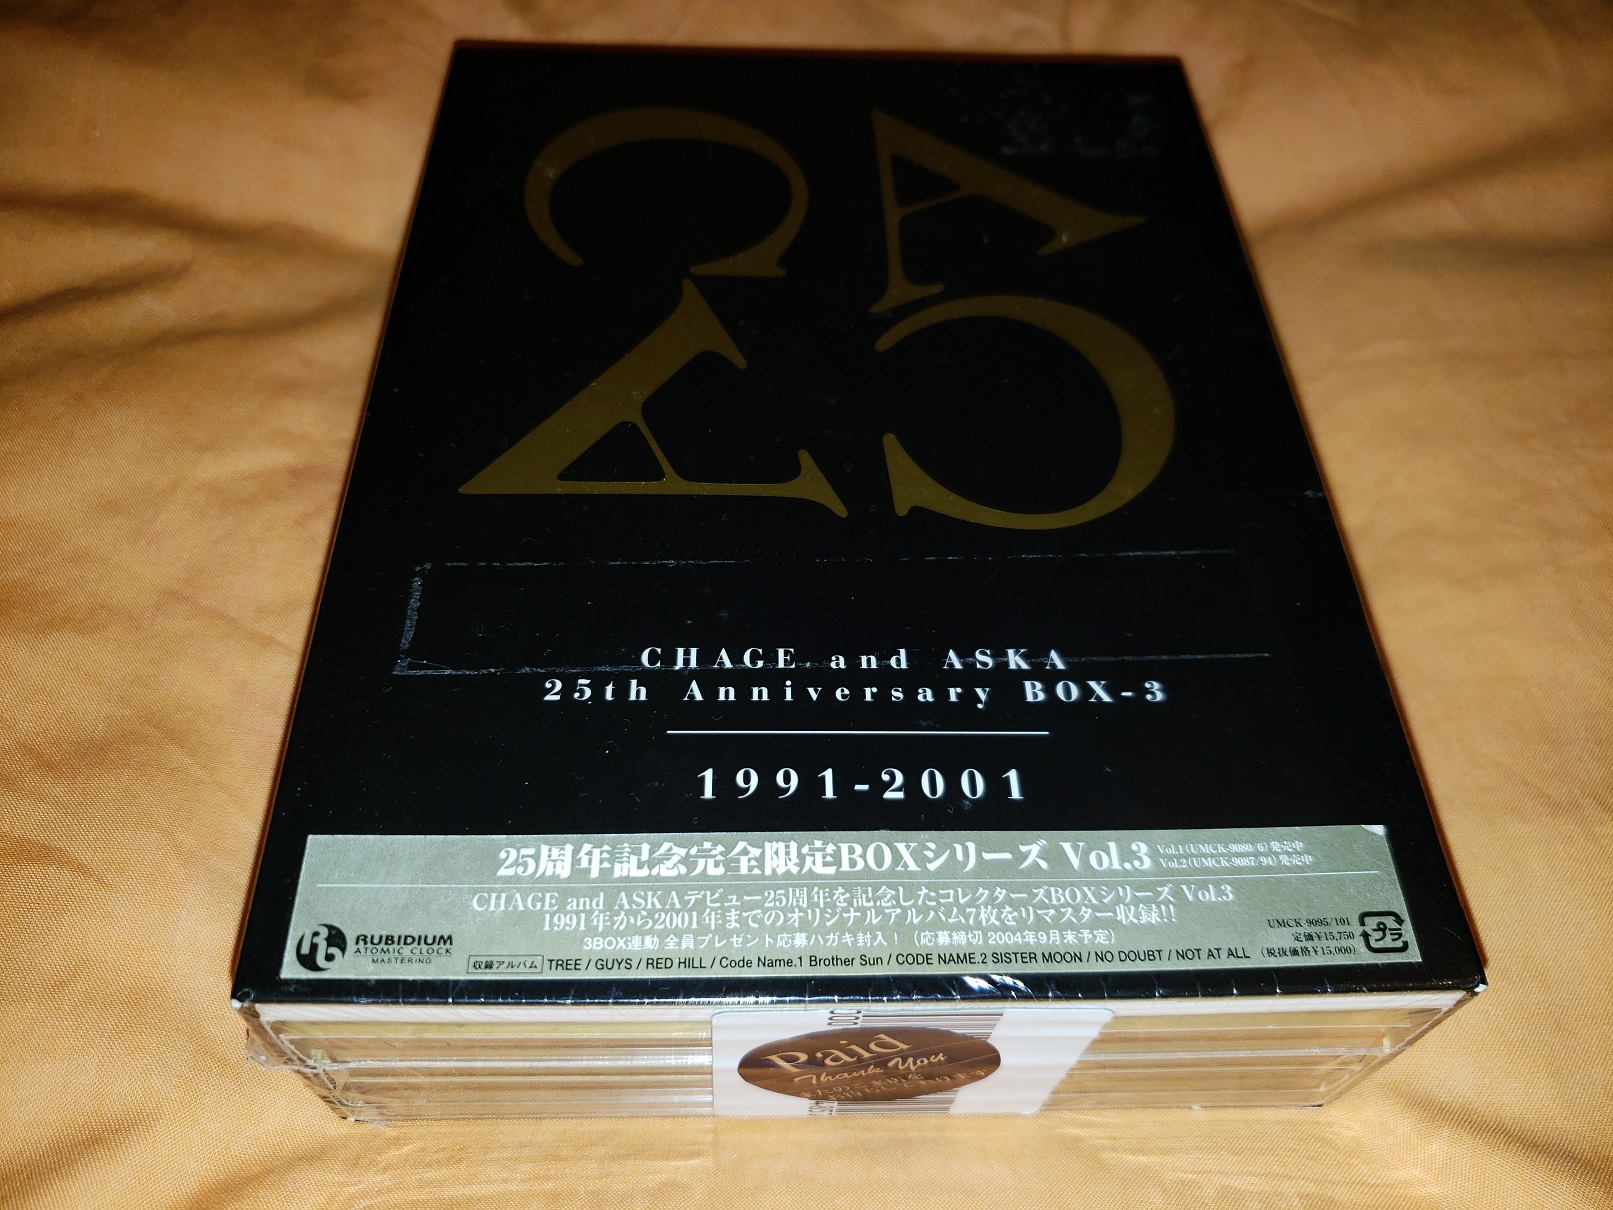 CA
AC
CHAGE and ASKA
25th Anniversary BOX-3
1991-2001
25周年記念完全限定BOXシリーズ Vol.3
Vol.1(UMCK-9080/6)発売中
Vol.2(UMCK-9087/94)発売中
CHAGE and ASKAデビュー25周年を記念したコレクターズBOXシリーズ Vol.3
1991年から2001年までのオリジナルアルバム7枚をリマスター収録!!
3BOX連動 全員プレゼント応募ハガキ封入!(応募締切 2004年9月末予定)
収録アルバム TREE / GUYS / RED HILL / Code Name.1 Brother Sun / CODE NAME.2 SISTER MOON / NO DOUBT / NOT AT ALL
RUBIDIUM
ATOMIC CLOCK
MASTERING
UMCK-9095/101
定価¥15,750
(税抜価格¥15,000)
プラ
Paid
Thank You